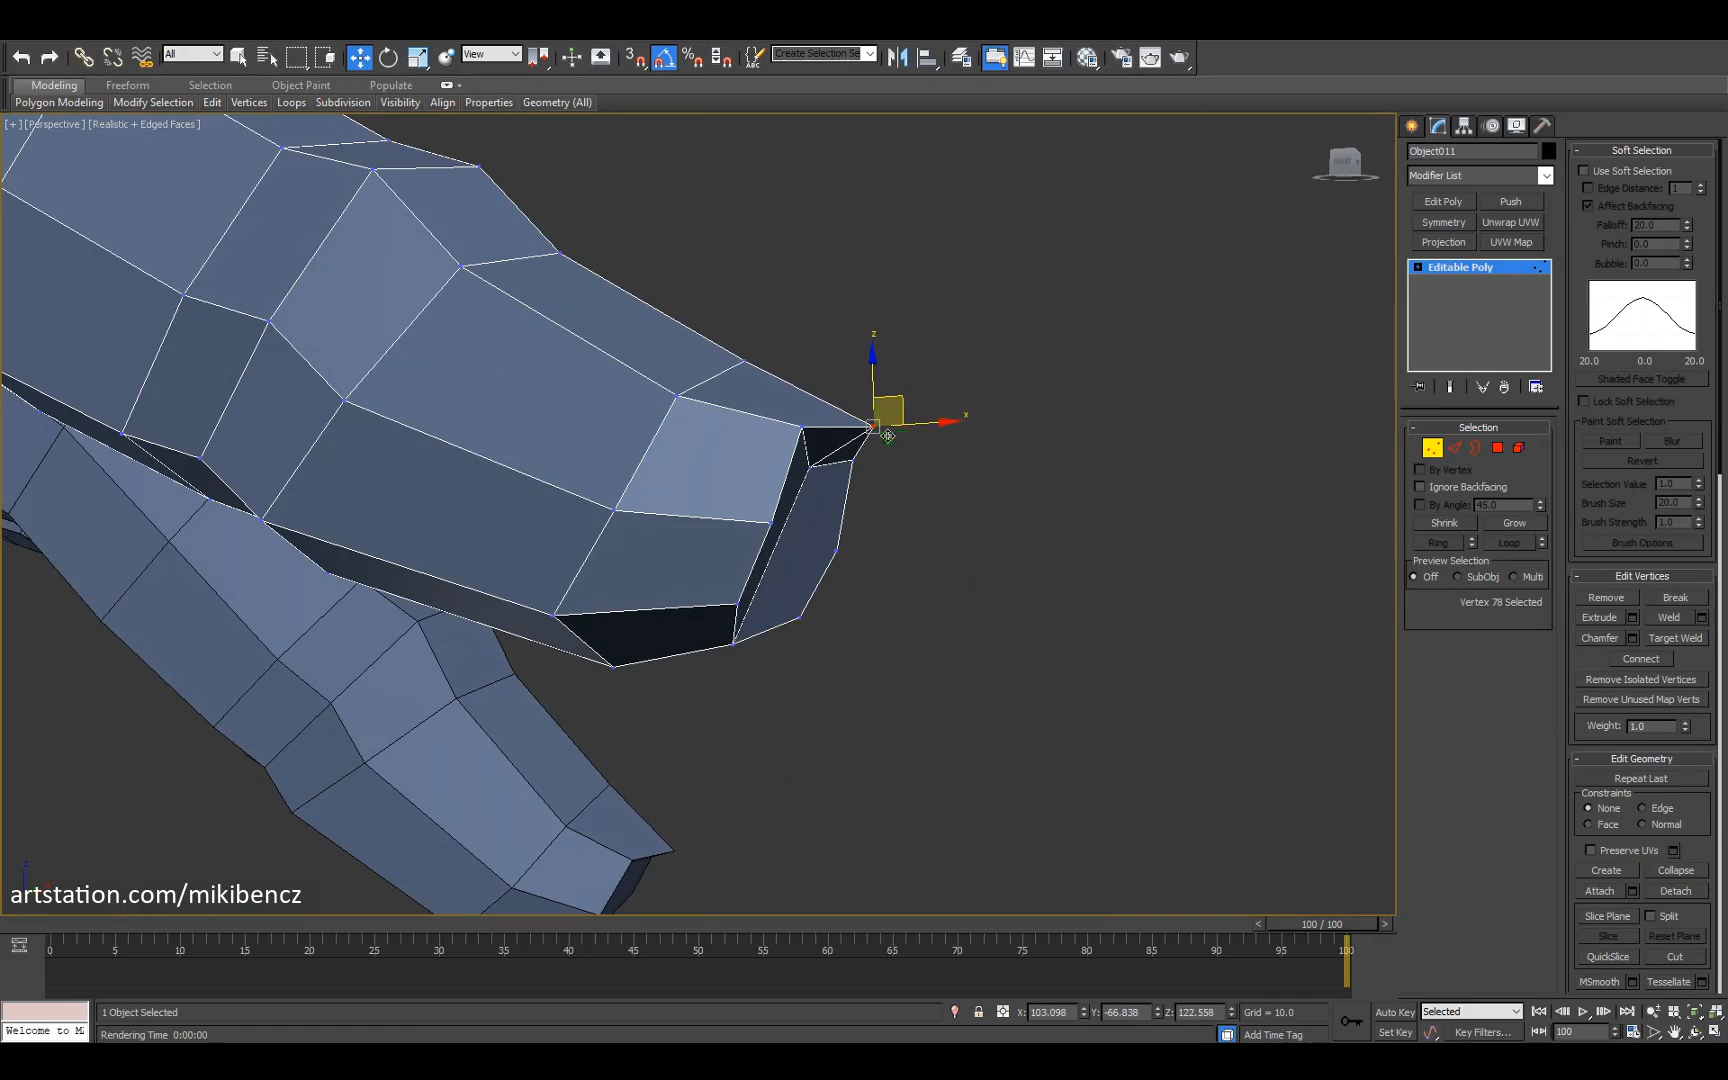 All
View
3
%
Create Selection Se
Modeling Freeform Selection Object Paint Populate
Polygon Modeling Modify Selection Edit Vertices Loops Subdivision Visibility Align Properties Geometry (All)
[+][Perspective][Realistic + Edged Faces]
FRONT
z
x
artstation.com/mikibencz
Object011
Modifier List
Edit Poly Push
Symmetry Unwrap UVW
Projection UVW Map
Editable Poly
Selection
By Vertex
Ignore Backfacing
By Angle: 45.0
Shrink Grow
Ring Loop
Preview Selection
Off SubObj Multi
Vertex 78 Selected
Soft Selection
Use Soft Selection
Edge Distance: 1
Affect Backfacing
Falloff: 20.0
Pinch: 0.0
Bubble: 0.0
20.0 0.0 20.0
Shaded Face Toggle
Lock Soft Selection
Paint Soft Selection
Paint Blur
Revert
Selection Value 1.0
Brush Size 20.0
Brush Strength 1.0
Brush Options
Edit Vertices
Remove Break
Extrude Weld
Chamfer Target Weld
Connect
Remove Isolated Vertices
Remove Unused Map Verts
Weight: 1.0
Edit Geometry
Repeat Last
Constraints
None Edge
Face Normal
Preserve UVs
Create Collapse
Attach Detach
Slice Plane Split
Slice Reset Plane
QuickSlice Cut
MSmooth Tessellate
< 100 / 100 >
0 5 10 15 20 25 30 35 40 45 50 55 60 65 70 75 80 85 90 95 100
1 Object Selected X: 103.098 Y: -66.838 Z: 122.558 Grid = 10.0 Auto Key Selected
Welcome to M Rendering Time 0:00:00 Add Time Tag Set Key Key Filters... 100